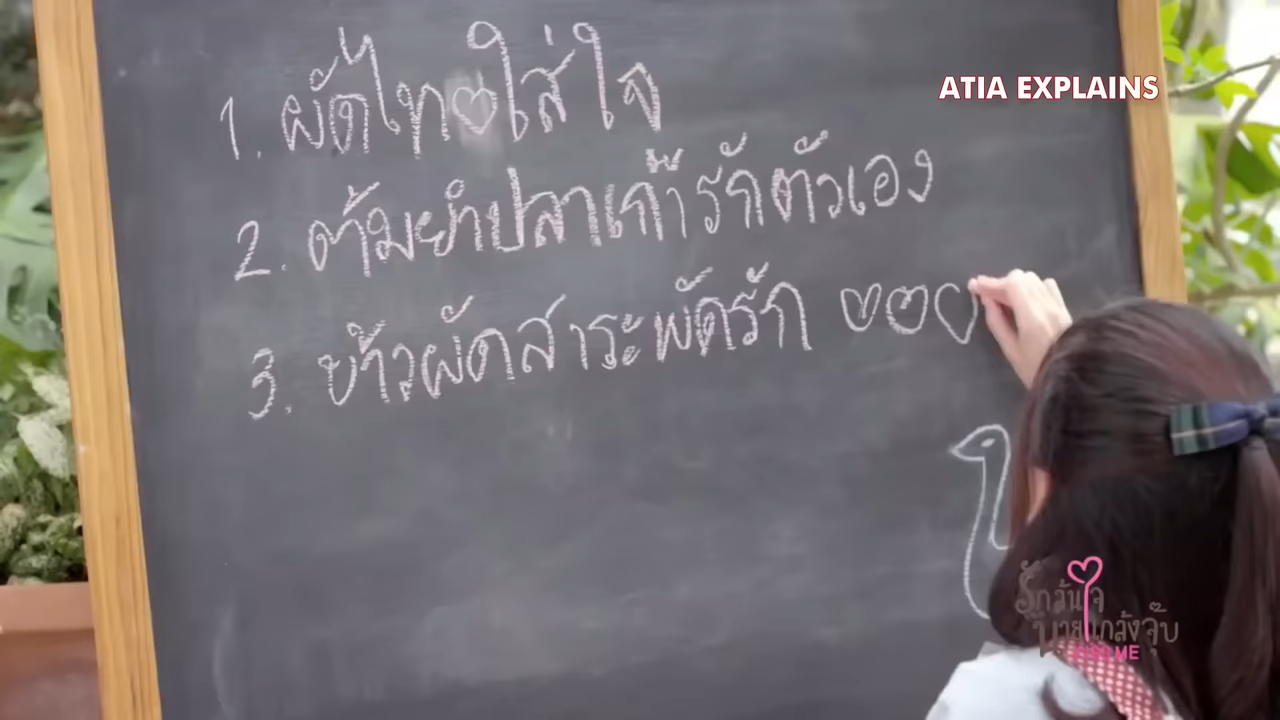 ATIA EXPLAINS
1. ผัดไท♡ใส่ใจ
2. ต้มยำปลาเก๋ารักตัวเอง
3. ข้าวผัดสาระพัดรัก ♡♡♡
รักล้นใจ
นายแกล้งจุ๊บ
KISS ME